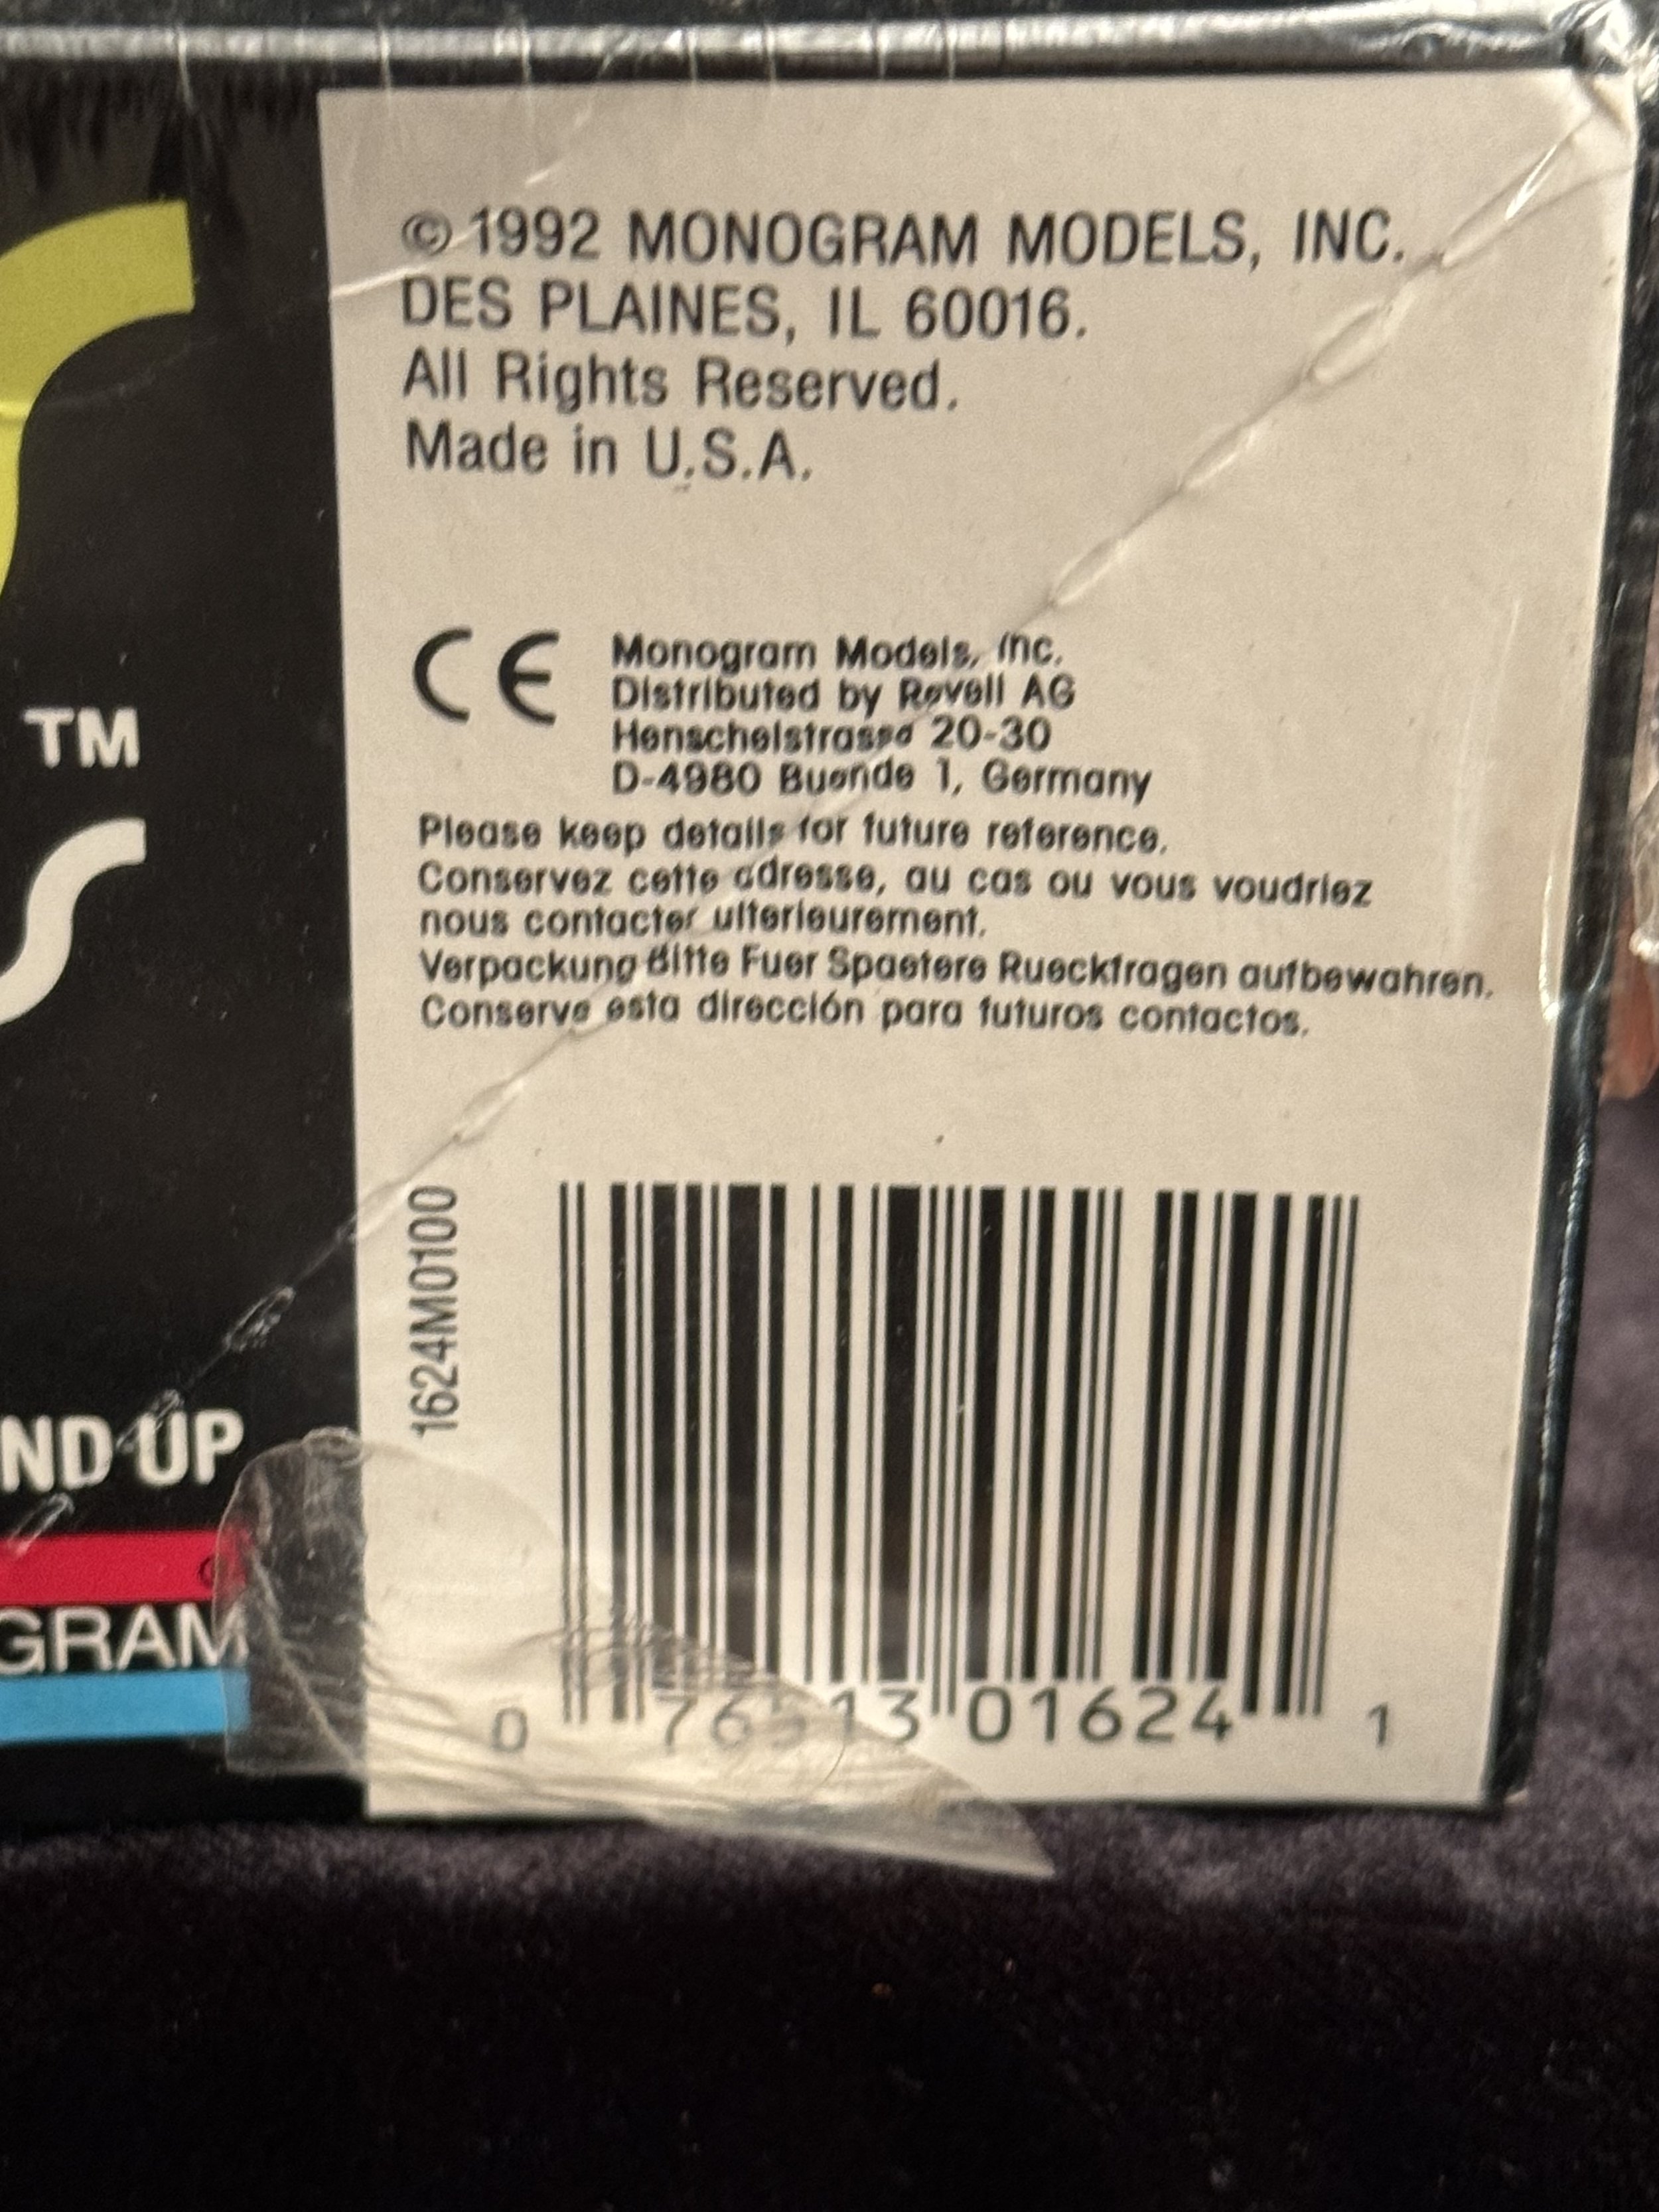 © 1992 MONOGRAM MODELS, INC.
DES PLAINES, IL 60016.
All Rights Reserved.
Made in U.S.A.
CE
Monogram Models, Inc.
Distributed by Revell AG
Henschelstrasse 20-30
D-4980 Buende 1, Germany
Please keep details for future reference.
Conservez cette adresse, au cas ou vous voudriez
nous contacter ulterieurement.
Verpackung Bitte Fuer Spaetere Rueckfragen aufbewahren.
Conserve esta dirección para futuros contactos.
1624M0100
0 76513 01624 1
TM
S
ND UP
GRAM